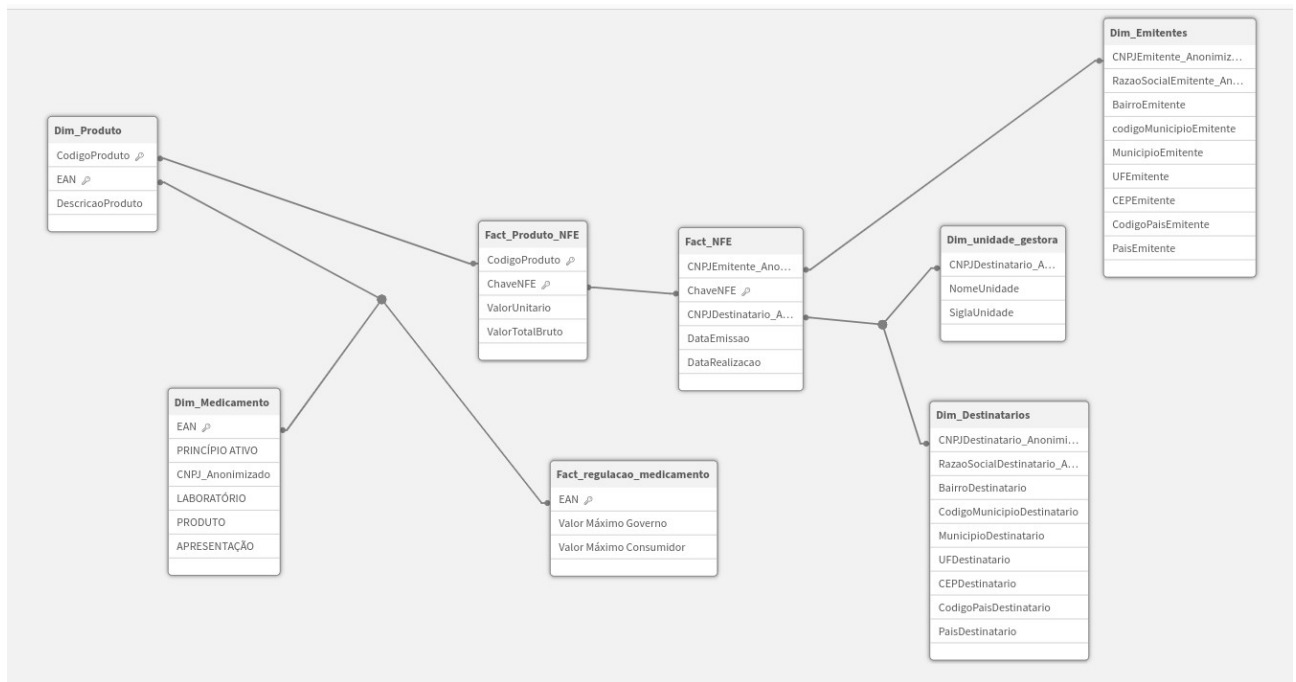 Dim_Emitentes
CNPJEmitente_Anonimiz...
RazaoSocialEmitente_An...
BairroEmitente
codigoMunicipioEmitente
MunicipioEmitente
UFEmitente
CEPEmitente
CodigoPaisEmitente
PaisEmitente
Dim_Produto
CodigoProduto
EAN
DescricaoProduto
Fact_Produto_NFE
CodigoProduto
ChaveNFE
ValorUnitario
ValorTotalBruto
Fact_NFE
CNPJEmitente_Ano...
ChaveNFE
CNPJDestinatario_A...
DataEmissao
DataRealizacao
Dim_unidade_gestora
CNPJDestinatario_A...
NomeUnidade
SiglaUnidade
Dim_Medicamento
EAN
PRINCÍPIO ATIVO
CNPJ_Anonimizado
LABORATÓRIO
PRODUTO
APRESENTAÇÃO
Fact_regulacao_medicamento
EAN
Valor Máximo Governo
Valor Máximo Consumidor
Dim_Destinatarios
CNPJDestinatario_Anonimi...
RazaoSocialDestinatario_A...
BairroDestinatario
CodigoMunicipioDestinatario
MunicipioDestinatario
UFDestinatario
CEPDestinatario
CodigoPaisDestinatario
PaisDestinatario